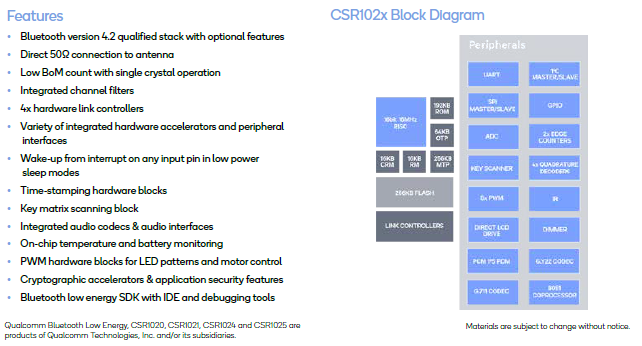 Features
• Bluetooth version 4.2 qualified stack with optional features
• Direct 50Ω connection to antenna
• Low BoM count with single crystal operation
• Integrated channel filters
• 4x hardware link controllers
• Variety of integrated hardware accelerators and peripheral
interfaces
• Wake-up from interrupt on any input pin in low power
sleep modes
• Time-stamping hardware blocks
• Key matrix scanning block
• Integrated audio codecs & audio interfaces
• On-chip temperature and battery monitoring
• PWM hardware blocks for LED patterns and motor control
• Cryptographic accelerators & application security features
• Bluetooth low energy SDK with IDE and debugging tools
Qualcomm Bluetooth Low Energy, CSR1020, CSR1021, CSR1024 and CSR1025 are
products of Qualcomm Technologies, Inc. and/or its subsidiaries.
CSR102x Block Diagram
16MHz
RISC
192KB
ROM
64KB
OTP
16KB
16KB
256KB
MTP
256KB FLASH
LINK CONTROLLERS
Peripherals
UART
I²C
MASTER/SLAVE
SPI
MASTER/SLAVE
GPIO
ADC
2x EDGE
COUNTERS
KEY SCANNER
QUADRATURE
DECODERS
PWM
IR
DIRECT LCD
DRIVE
DIMMER
PCM I²S PDM
G.722 CODEC
G.711 CODEC
8051
COPROCESSOR
Materials are subject to change without notice.